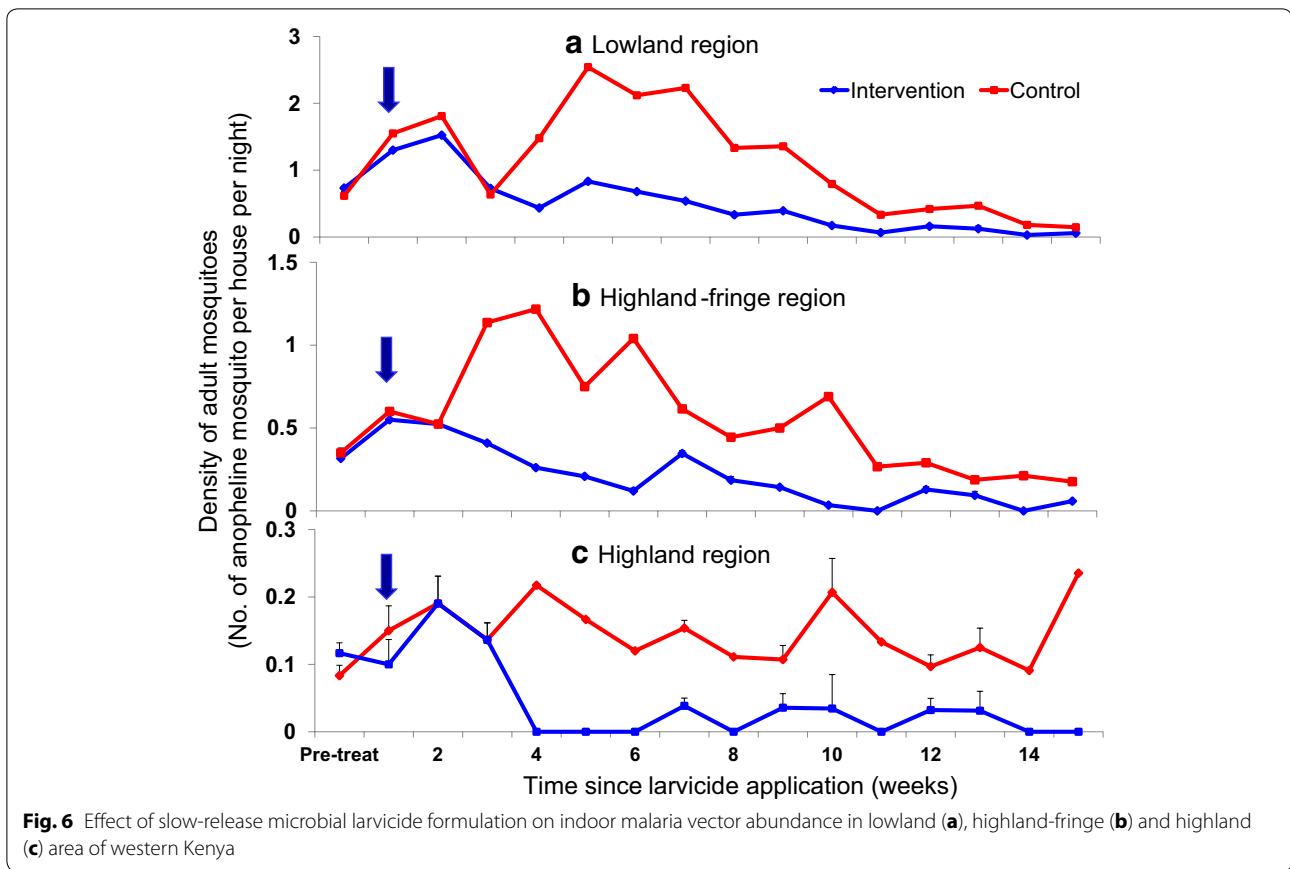 a Lowland region
Intervention
Control
3
2
1
0
Density of adult mosquitoes
(No. of anopheline mosquito per house per night)
b Highland-fringe region
1.5
1
0.5
0
c Highland region
0.3
0.2
0.1
0
Pre-treat 2 4 6 8 10 12 14
Time since larvicide application (weeks)
Fig. 6 Effect of slow-release microbial larvicide formulation on indoor malaria vector abundance in lowland (a), highland-fringe (b) and highland
(c) area of western Kenya